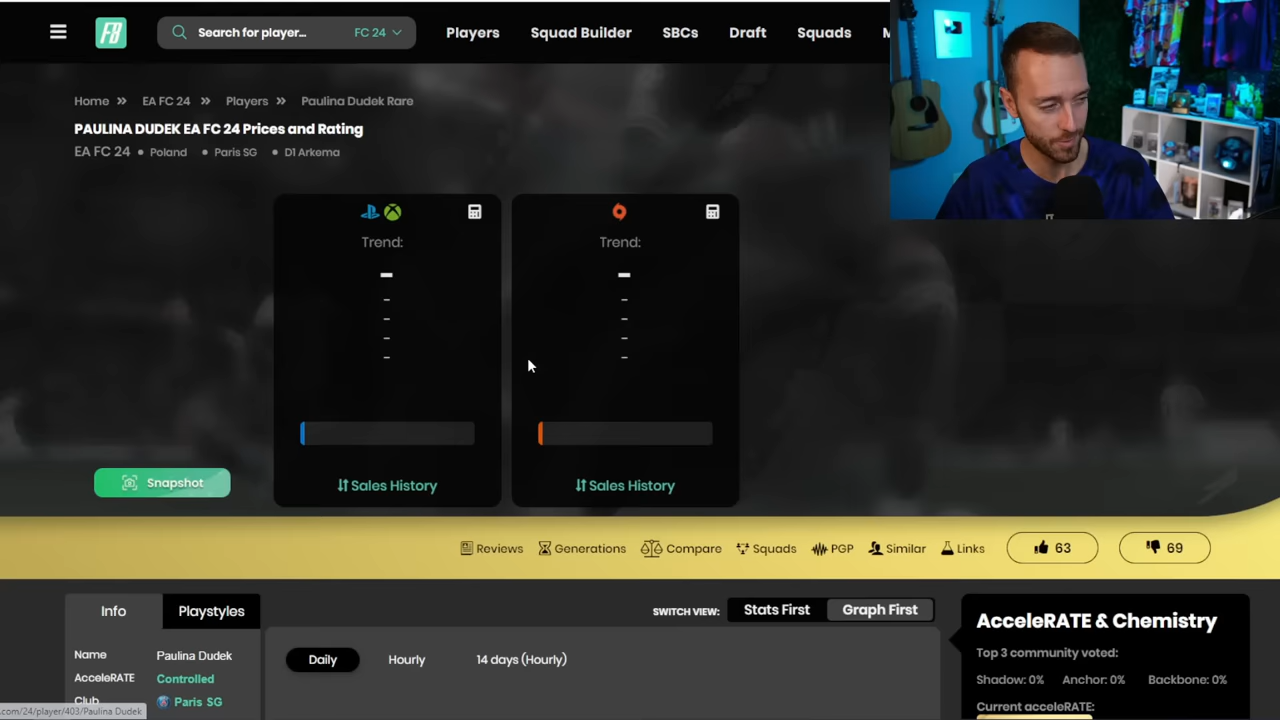 FB
Search for player...
FC 24
Players
Squad Builder
SBCs
Draft
Squads
M
Home » EA FC 24 » Players » Paulina Dudek Rare
PAULINA DUDEK EA FC 24 Prices and Rating
EA FC 24 • Poland • Paris SG • D1 Arkema
Trend:
Trend:
Snapshot
Sales History
Sales History
Reviews
Generations
Compare
Squads
PGP
Similar
Links
63
69
Info
Playstyles
SWITCH VIEW:
Stats First
Graph First
Name Paulina Dudek
AcceleRATE Controlled
Club Paris SG
Daily
Hourly
14 days (Hourly)
AcceleRATE & Chemistry
Top 3 community voted:
Shadow: 0% Anchor: 0% Backbone: 0%
Current acceleRATE:
.com/24/player/403/Paulina Dudek